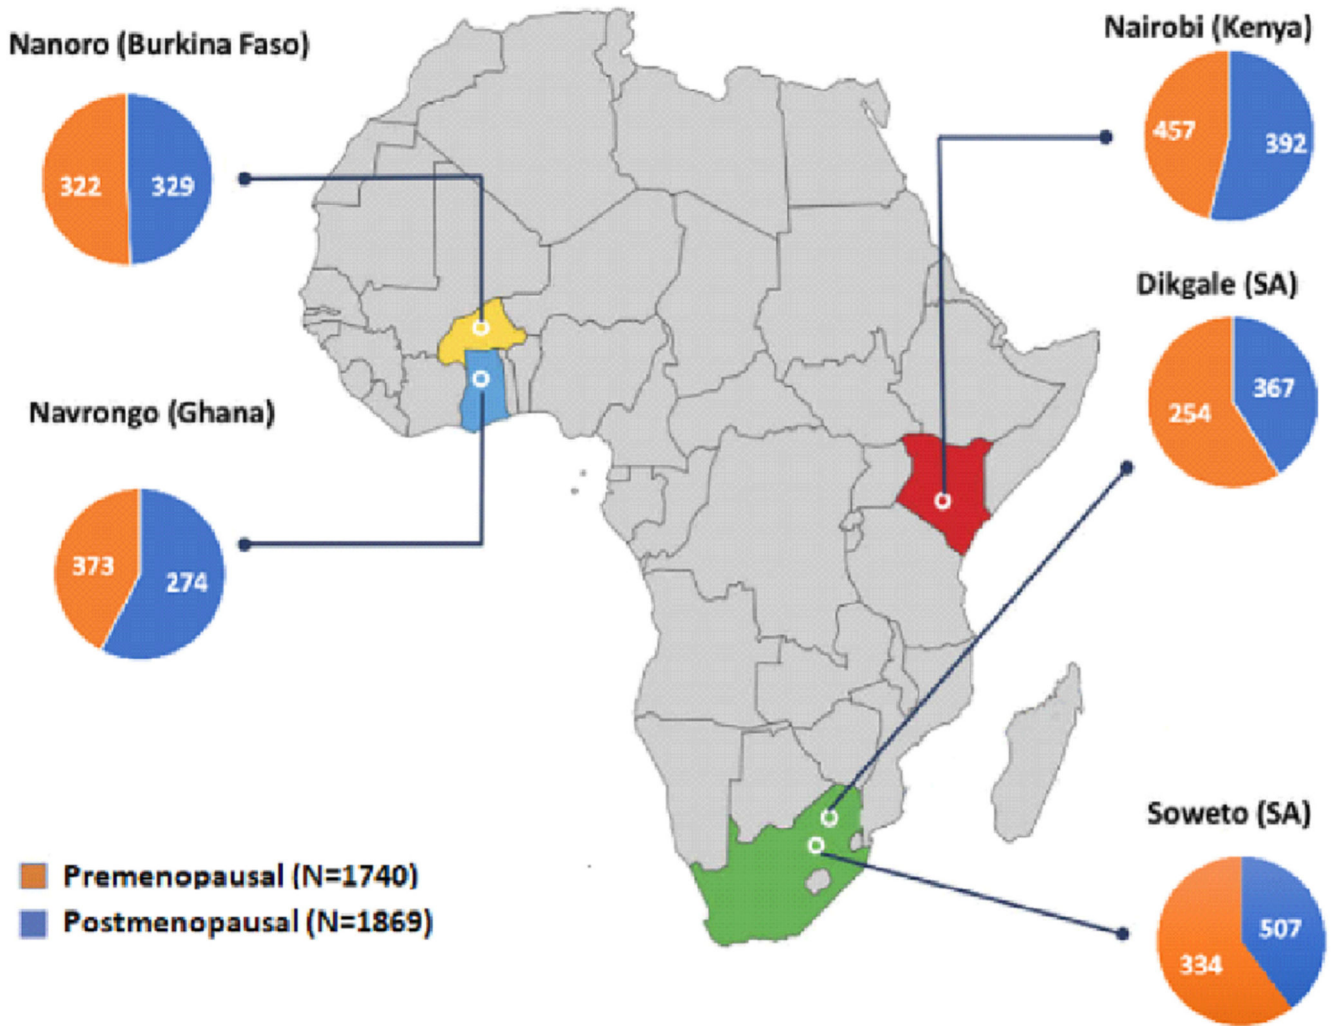 Nanoro (Burkina Faso)
322 329
Navrongo (Ghana)
373 274
Nairobi (Kenya)
457 392
Dikgale (SA)
254 367
Soweto (SA)
334 507
Premenopausal (N=1740)
Postmenopausal (N=1869)